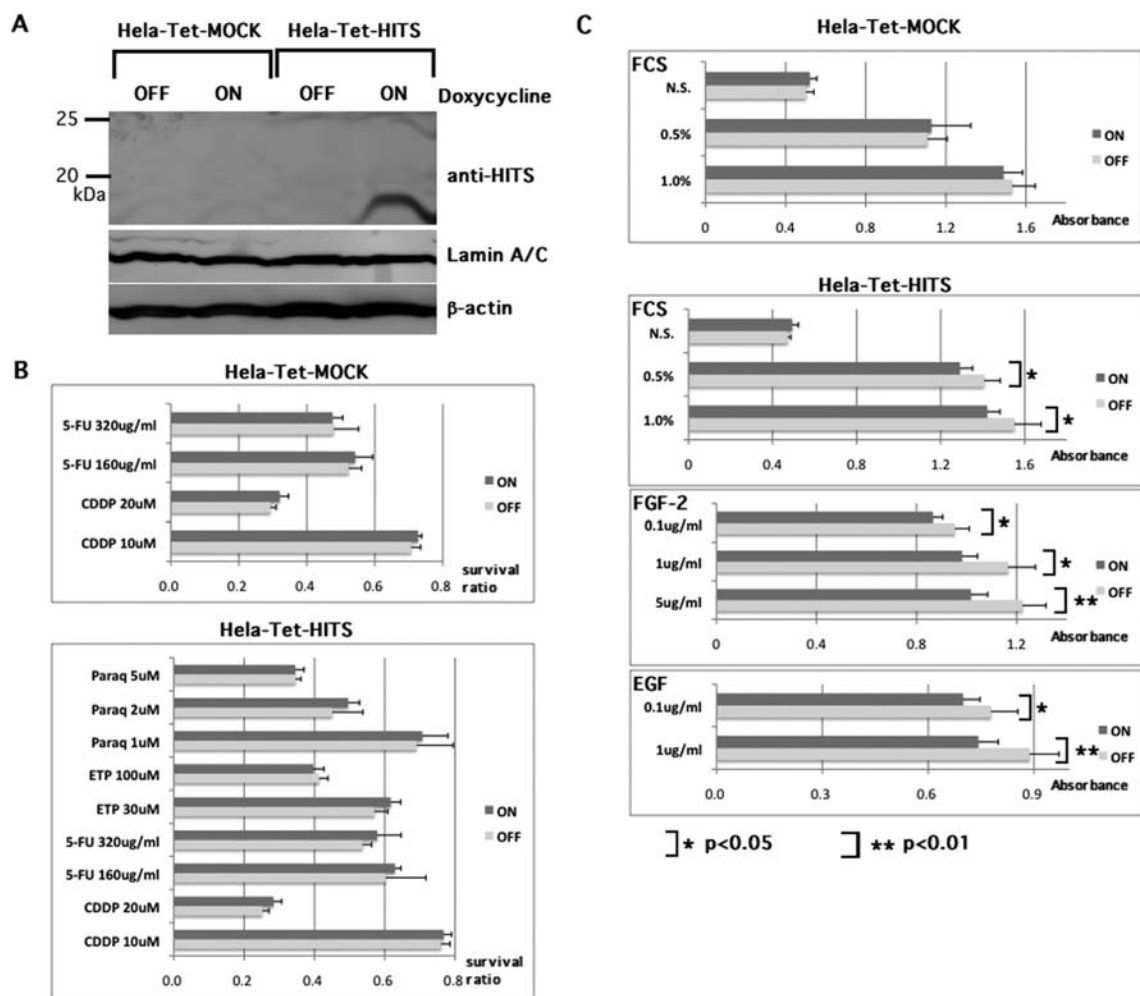 A
Hela-Tet-MOCK Hela-Tet-HITS
OFF ON OFF ON Doxycycline
25
20
kDa
anti-HITS
Lamin A/C
β-actin
B
Hela-Tet-MOCK
5-FU 320ug/ml
5-FU 160ug/ml
CDDP 20uM
CDDP 10uM
ON
OFF
0.0 0.2 0.4 0.6 0.8
survival
ratio
Hela-Tet-HITS
Paraq 5uM
Paraq 2uM
Paraq 1uM
ETP 100uM
ETP 30uM
5-FU 320ug/ml
5-FU 160ug/ml
CDDP 20uM
CDDP 10uM
ON
OFF
0.0 0.2 0.4 0.6 0.8
survival
ratio
C
Hela-Tet-MOCK
FCS
N.S.
0.5%
1.0%
ON
OFF
0 0.4 0.8 1.2 1.6
Absorbance
Hela-Tet-HITS
FCS
N.S.
0.5% *
1.0% *
ON
OFF
0 0.4 0.8 1.2 1.6
Absorbance
FGF-2
0.1ug/ml *
1ug/ml *
5ug/ml **
ON
OFF
0 0.4 0.8 1.2
Absorbance
EGF
0.1ug/ml *
1ug/ml **
ON
OFF
0.0 0.3 0.6 0.9
Absorbance
* p<0.05 ** p<0.01